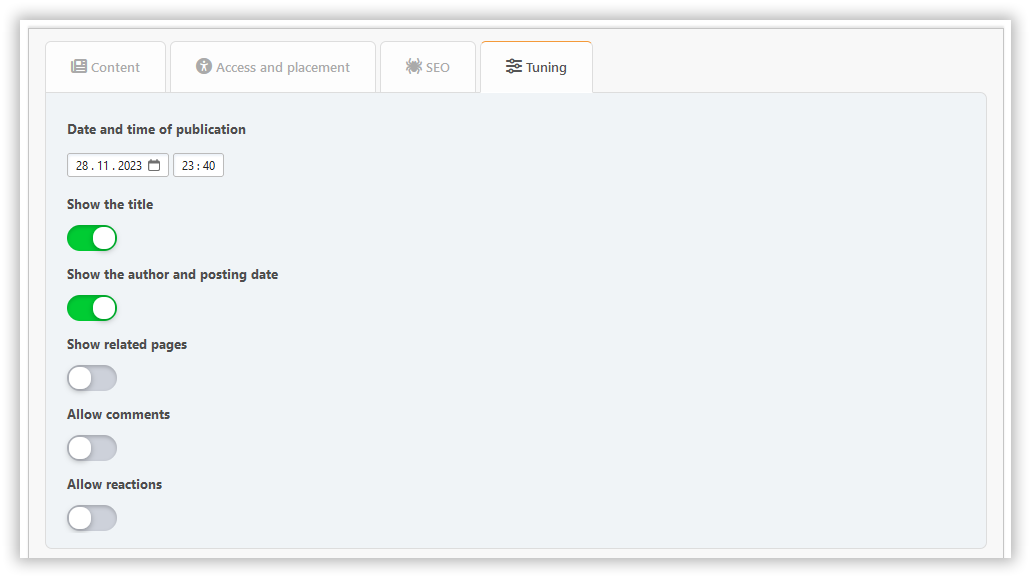 Content Access and placement SEO Tuning
Date and time of publication
28 . 11 . 2023 23 : 40
Show the title
Show the author and posting date
Show related pages
Allow comments
Allow reactions